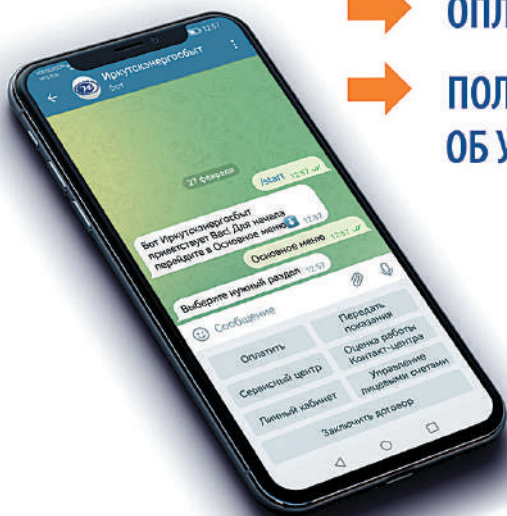 ОПЛ
ПОЛ
ОБ У
12:57
Иркутскэнергосбыт
бот
27 февраля
/start 12:57
Бот Иркутскэнергосбыт
приветствует Вас! Для начала
перейдите в Основное меню 12:57
Основное меню 12:57
Выберите нужный раздел 12:57
Сообщение
Оплатить
Передать
показания
Сервисный центр
Оценка работы
Контакт-центра
Личный кабинет
Управление
лицевыми счетами
Заключить договор